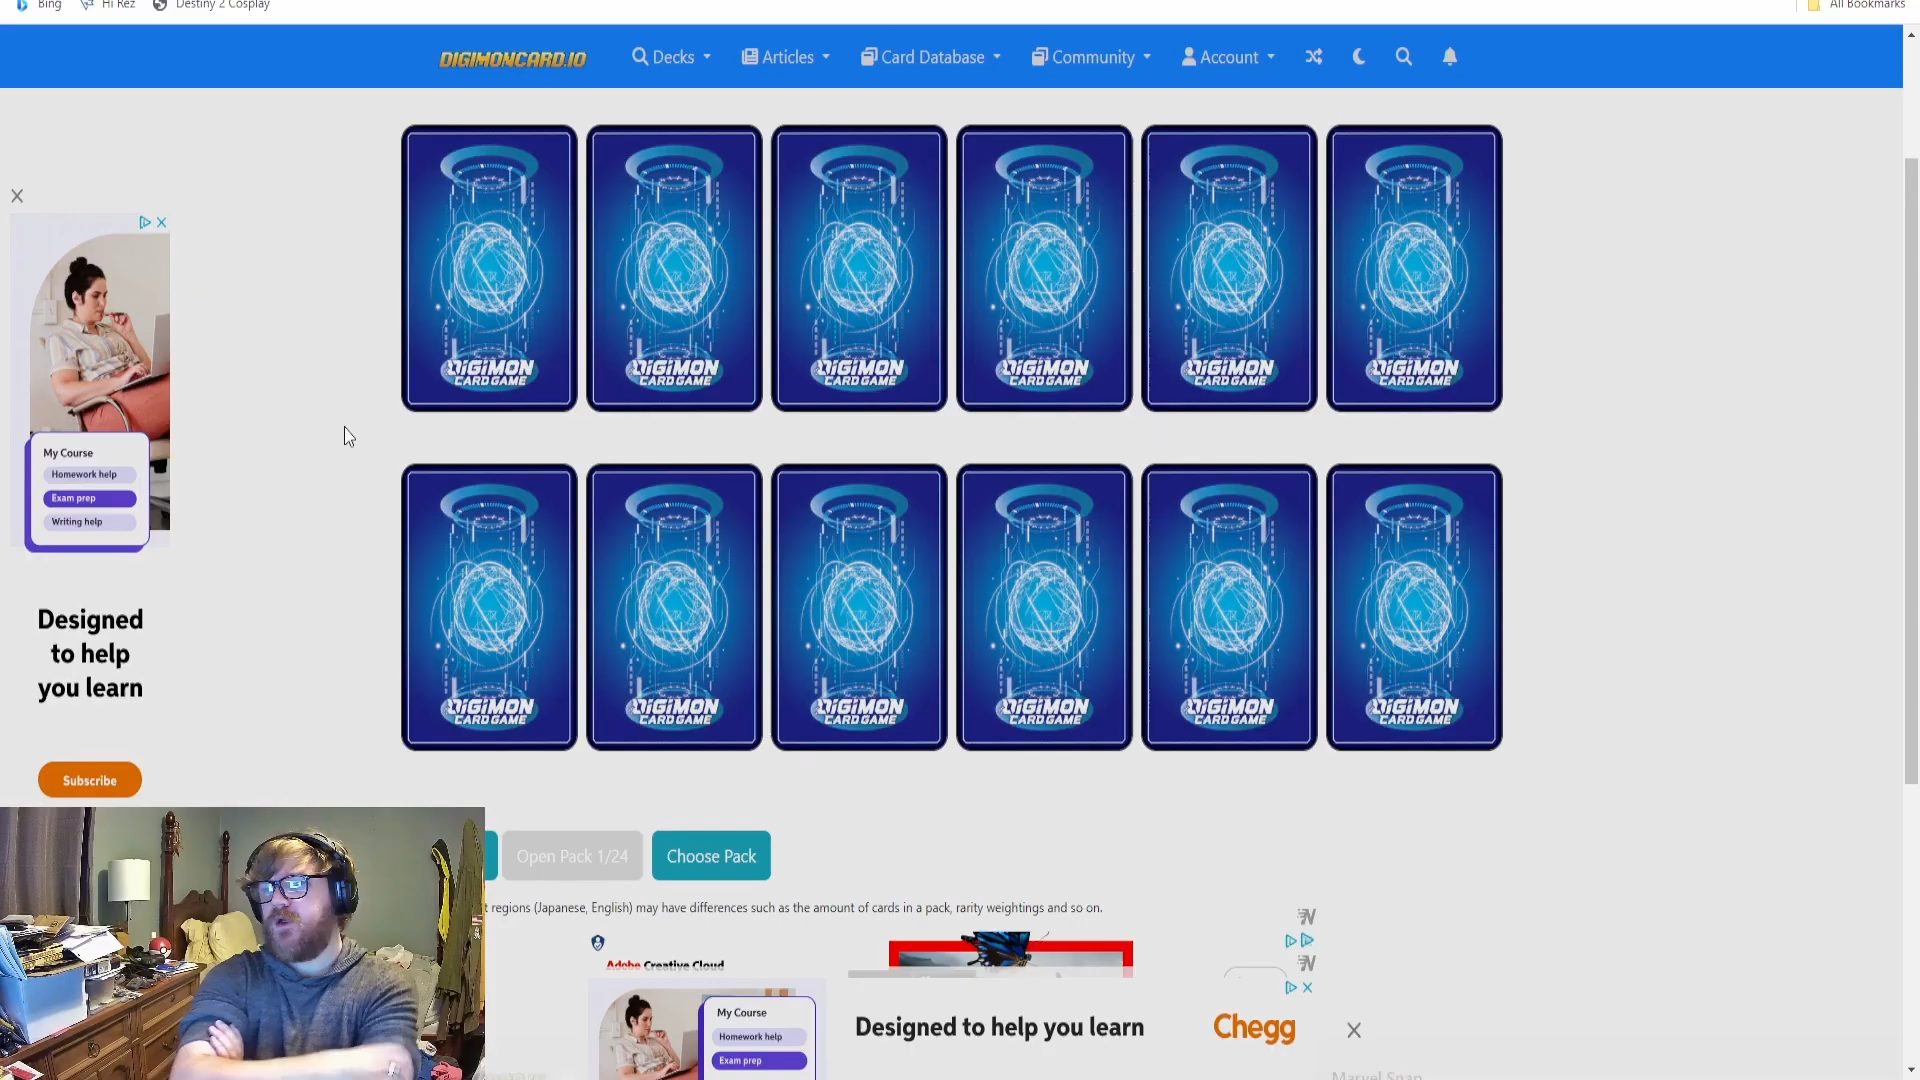 Bing
Hi Rez
Destiny 2 Cosplay
All Bookmarks
DIGIMONCARD.IO
Decks
Articles
Card Database
Community
Account
DIGIMON
CARD GAME
DIGIMON
CARD GAME
DIGIMON
CARD GAME
DIGIMON
CARD GAME
DIGIMON
CARD GAME
DIGIMON
CARD GAME
My Course
Homework help
Exam prep
Writing help
DIGIMON
CARD GAME
DIGIMON
CARD GAME
DIGIMON
CARD GAME
DIGIMON
CARD GAME
DIGIMON
CARD GAME
DIGIMON
CARD GAME
Designed
to help
you learn
Subscribe
Open Pack 1/24
Choose Pack
regions (Japanese, English) may have differences such as the amount of cards in a pack, rarity weightings and so on.
Adobe Creative Cloud
My Course
Homework help
Exam prep
Designed to help you learn
Chegg
Marvel Snap